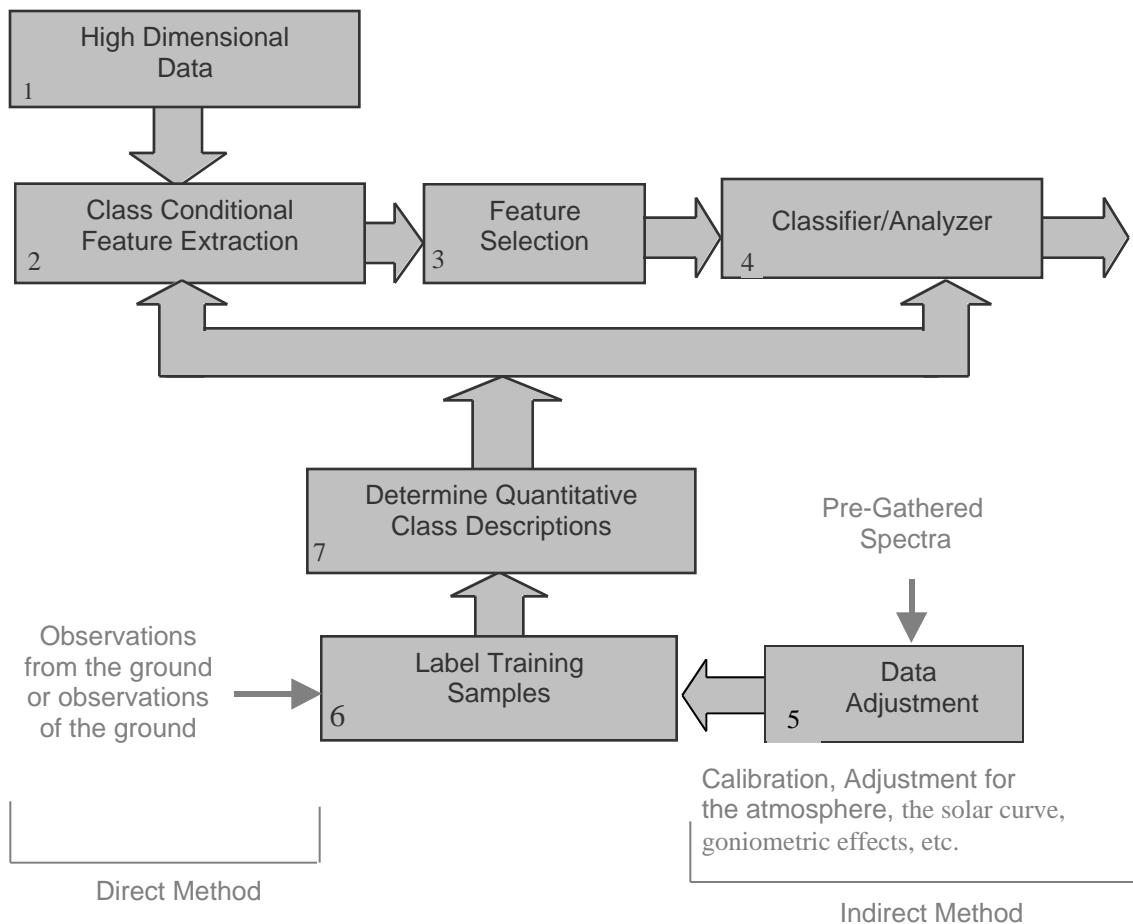 High Dimensional
Data
1
Class Conditional
Feature Extraction
2
Feature
Selection
3
Classifier/Analyzer
4
Determine Quantitative
Class Descriptions
7
Pre-Gathered
Spectra
Observations
from the ground
or observations
of the ground
Label Training
Samples
6
Data
Adjustment
5
Calibration, Adjustment for
the atmosphere, the solar curve,
goniometric effects, etc.
Direct Method
Indirect Method